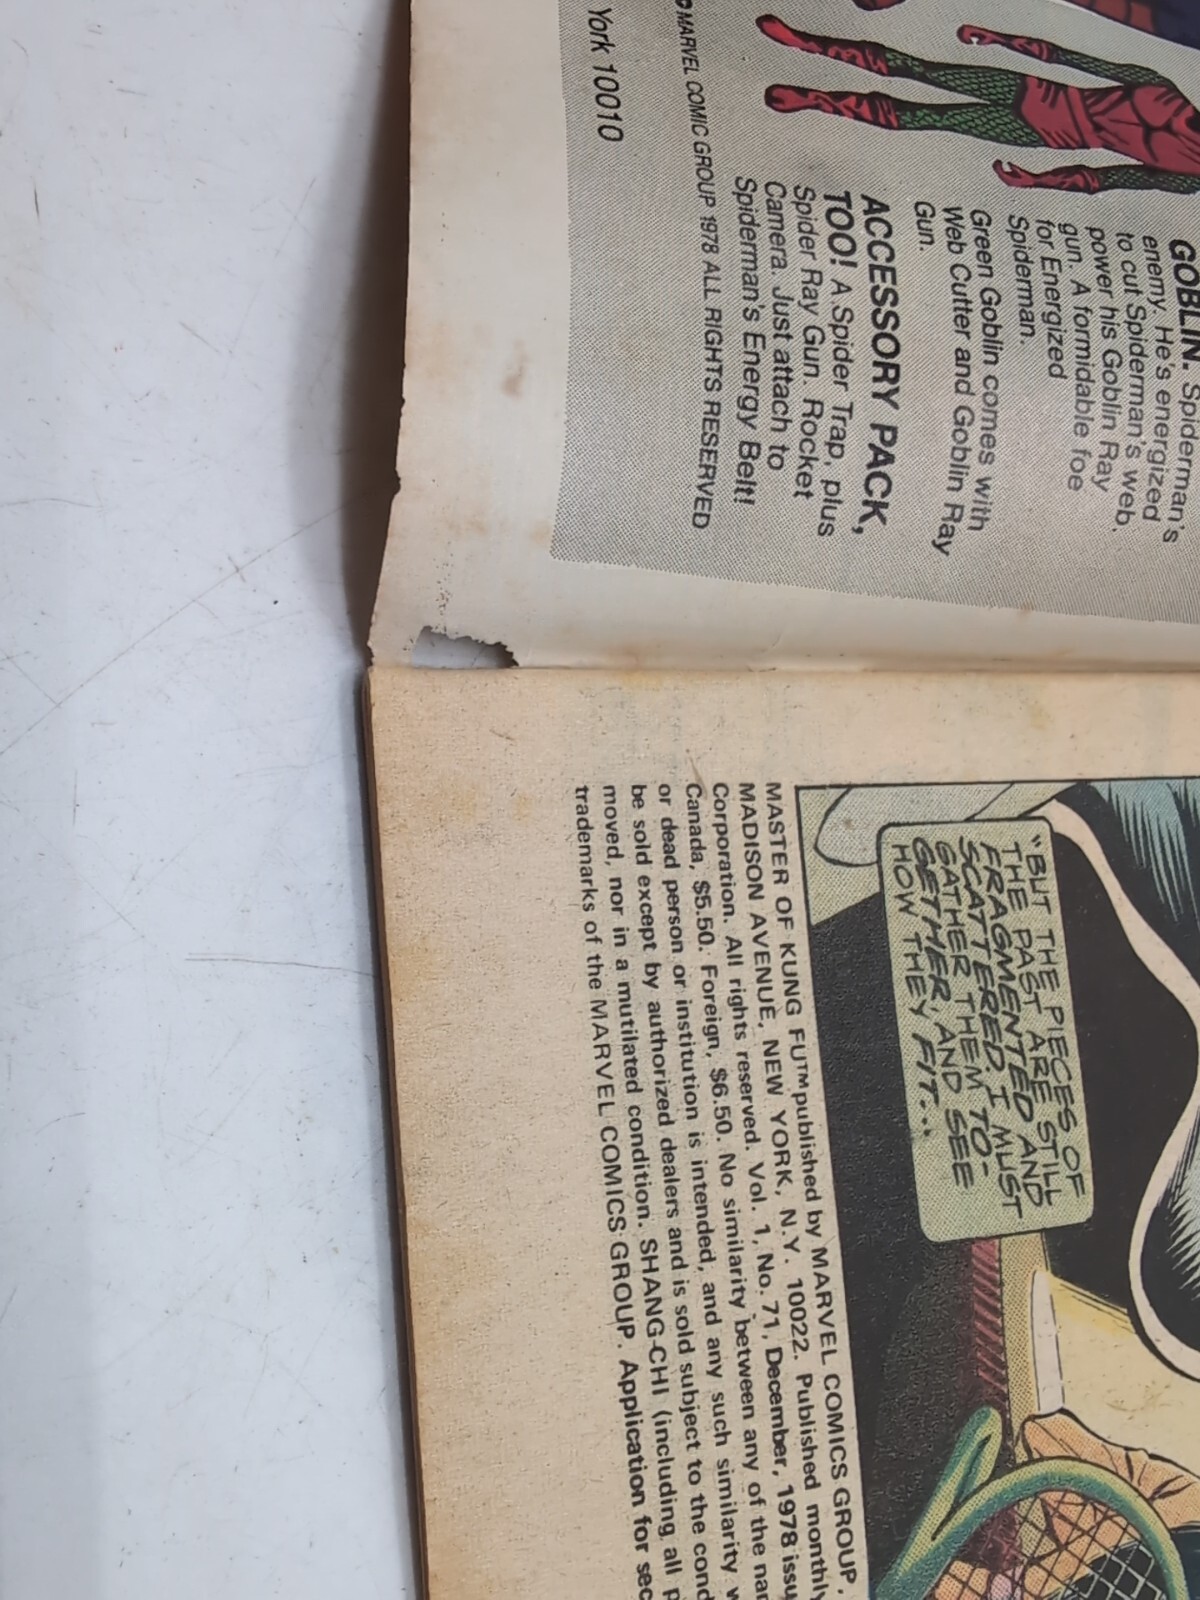 GOBLIN. Spiderman's
enemy. He's energized
to cut Spiderman's web,
power his Goblin Ray
gun. A formidable foe
for Energized
Spiderman.
Green Goblin comes with
Web Cutter and Goblin Ray
Gun.
ACCESSORY PACK,
TOO! A Spider Trap, plus
Spider Ray Gun. Rocket
Camera. Just attach to
Spiderman's Energy Belt!
© MARVEL COMIC GROUP 1978 ALL RIGHTS RESERVED
York 10010
"BUT THE PIECES OF
THE PAST ARE STILL
FRAGMENTED AND
SCATTERED. I MUST
GATHER THEM TO-
GETHER, AND SEE
HOW THEY FIT...
MASTER OF KUNG FU™ published by MARVEL COMICS GROUP.
MADISON AVENUE, NEW YORK, N.Y. 10022. Published monthly
Corporation. All rights reserved. Vol. 1, No. 71, December, 1978 issu
Canada, $5.50. Foreign, $6.50. No similarity between any of the nam
or dead person or institution is intended, and any such similarity w
be sold except by authorized dealers and is sold subject to the cond
moved, nor in a mutilated condition. SHANG-CHI (including all p
trademarks of the MARVEL COMICS GROUP. Application for sec